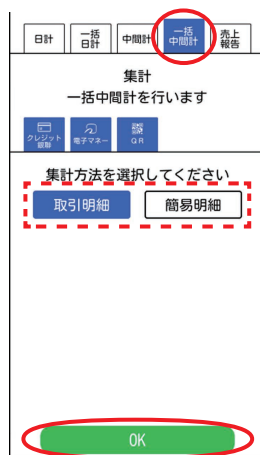 日計
一括
日計
中間計
一括
中間計
売上
報告
集計
一括中間計を行います
クレジット
銀聯
電子マネー
QR
集計方法を選択してください
取引明細
簡易明細
OK